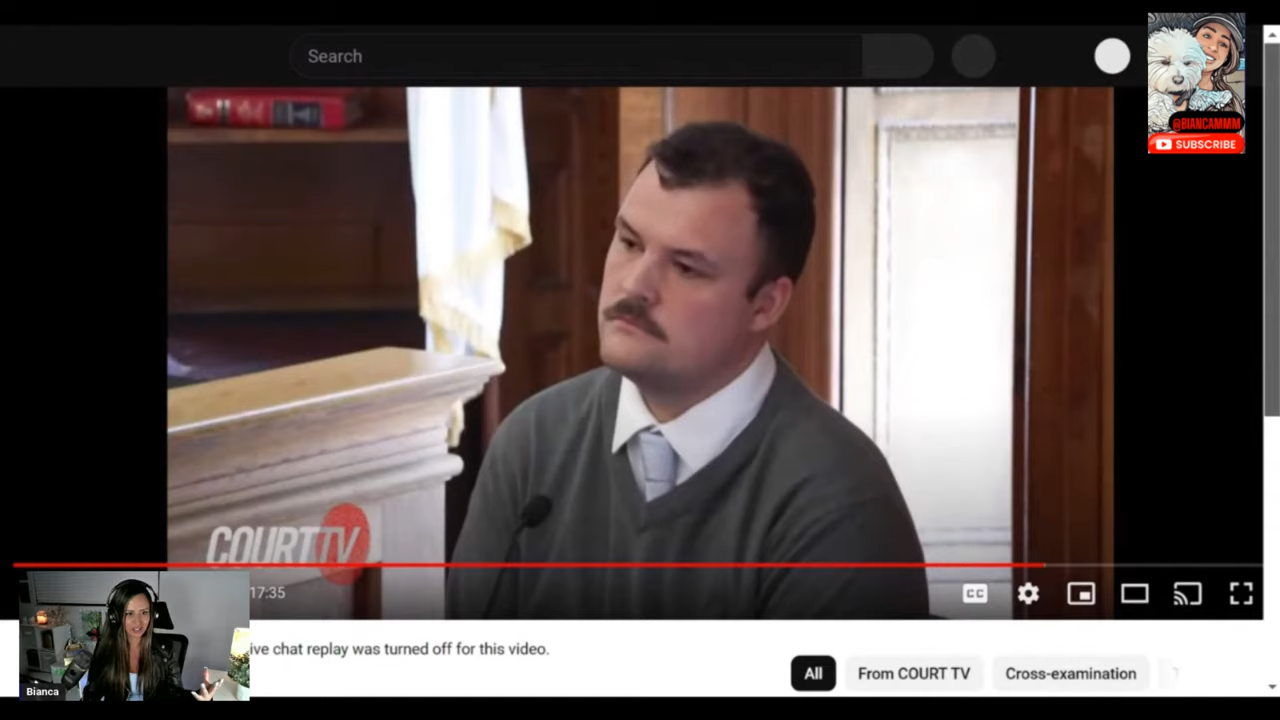 Search
@BIANCAMMM
SUBSCRIBE
COURT TV
17:35
CC
ive chat replay was turned off for this video.
All
From COURT TV
Cross-examination
Bianca